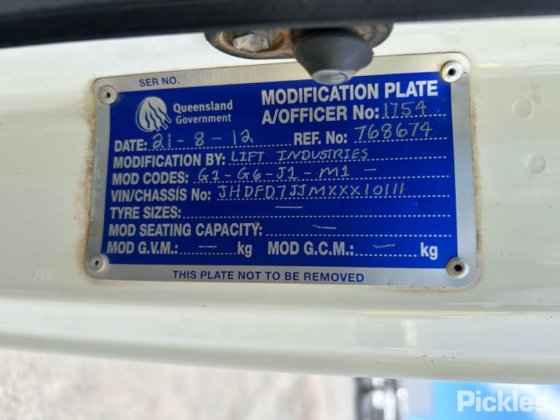 SER NO.
Queensland Government
MODIFICATION PLATE
A/OFFICER No: 1754
DATE: 21-8-12 REF. No: 768674
MODIFICATION BY: LIFT INDUSTRIES
MOD CODES: G1-G6-J1-M1-
VIN/CHASSIS No: JHDFD7JJMXXX10111
TYRE SIZES: —
MOD SEATING CAPACITY: —
MOD G.V.M.: — kg MOD G.C.M.: — kg
THIS PLATE NOT TO BE REMOVED
Pickles